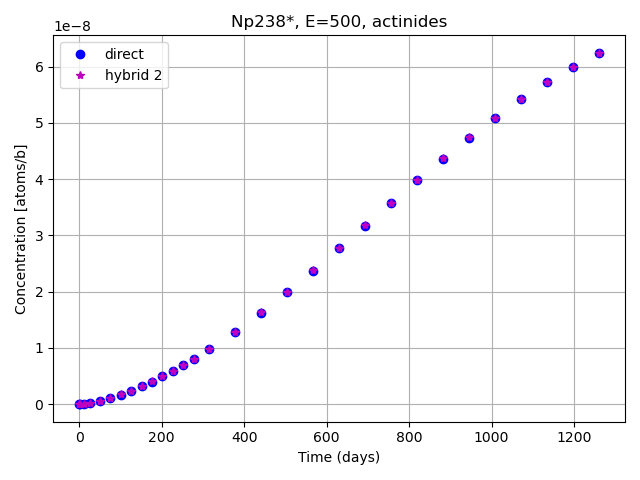 Np238*, E=500, actinides
1e−8
direct
hybrid 2
Concentration [atoms/b]
6
5
4
3
2
1
0
0 200 400 600 800 1000 1200
Time (days)